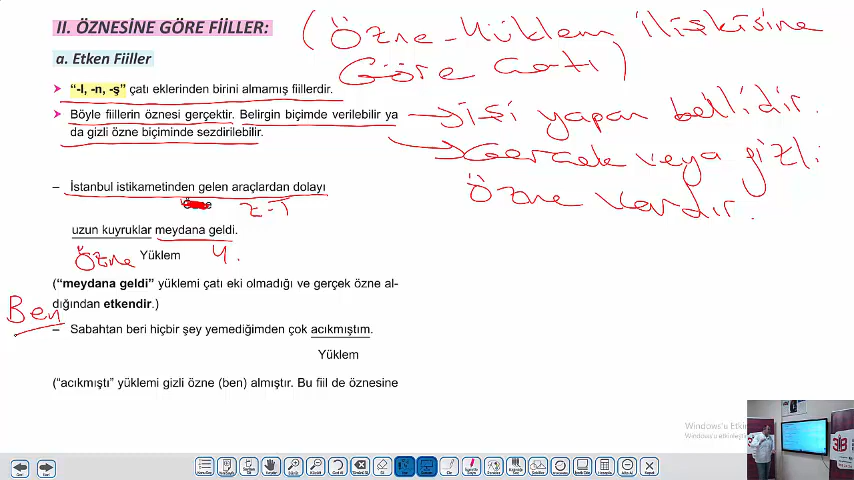 II. ÖZNESİNE GÖRE FİİLLER:
(Özne-Yüklem ilişkisine
Göre Çatı)
a. Etken Fiiller
"-l, -n, -ş" çatı eklerinden birini almamış fiillerdir.
Böyle fiillerin öznesi gerçektir. Belirgin biçimde verilebilir ya
da gizli özne biçiminde sezdirilebilir.
→ işi yapan bellidir.
→ Gerçek veya gizli
özne vardır.
– İstanbul istikametinden gelen araçlardan dolayı
Z-T
uzun kuyruklar meydana geldi.
Özne Yüklem Y.
("meydana geldi" yüklemi çatı eki olmadığı ve gerçek özne al-
dığından etkendir.)
Ben
– Sabahtan beri hiçbir şey yemediğimden çok acıkmıştım.
Yüklem
("acıkmıştı" yüklemi gizli özne (ben) almıştır. Bu fiil de öznesine
Windows'u Etkin